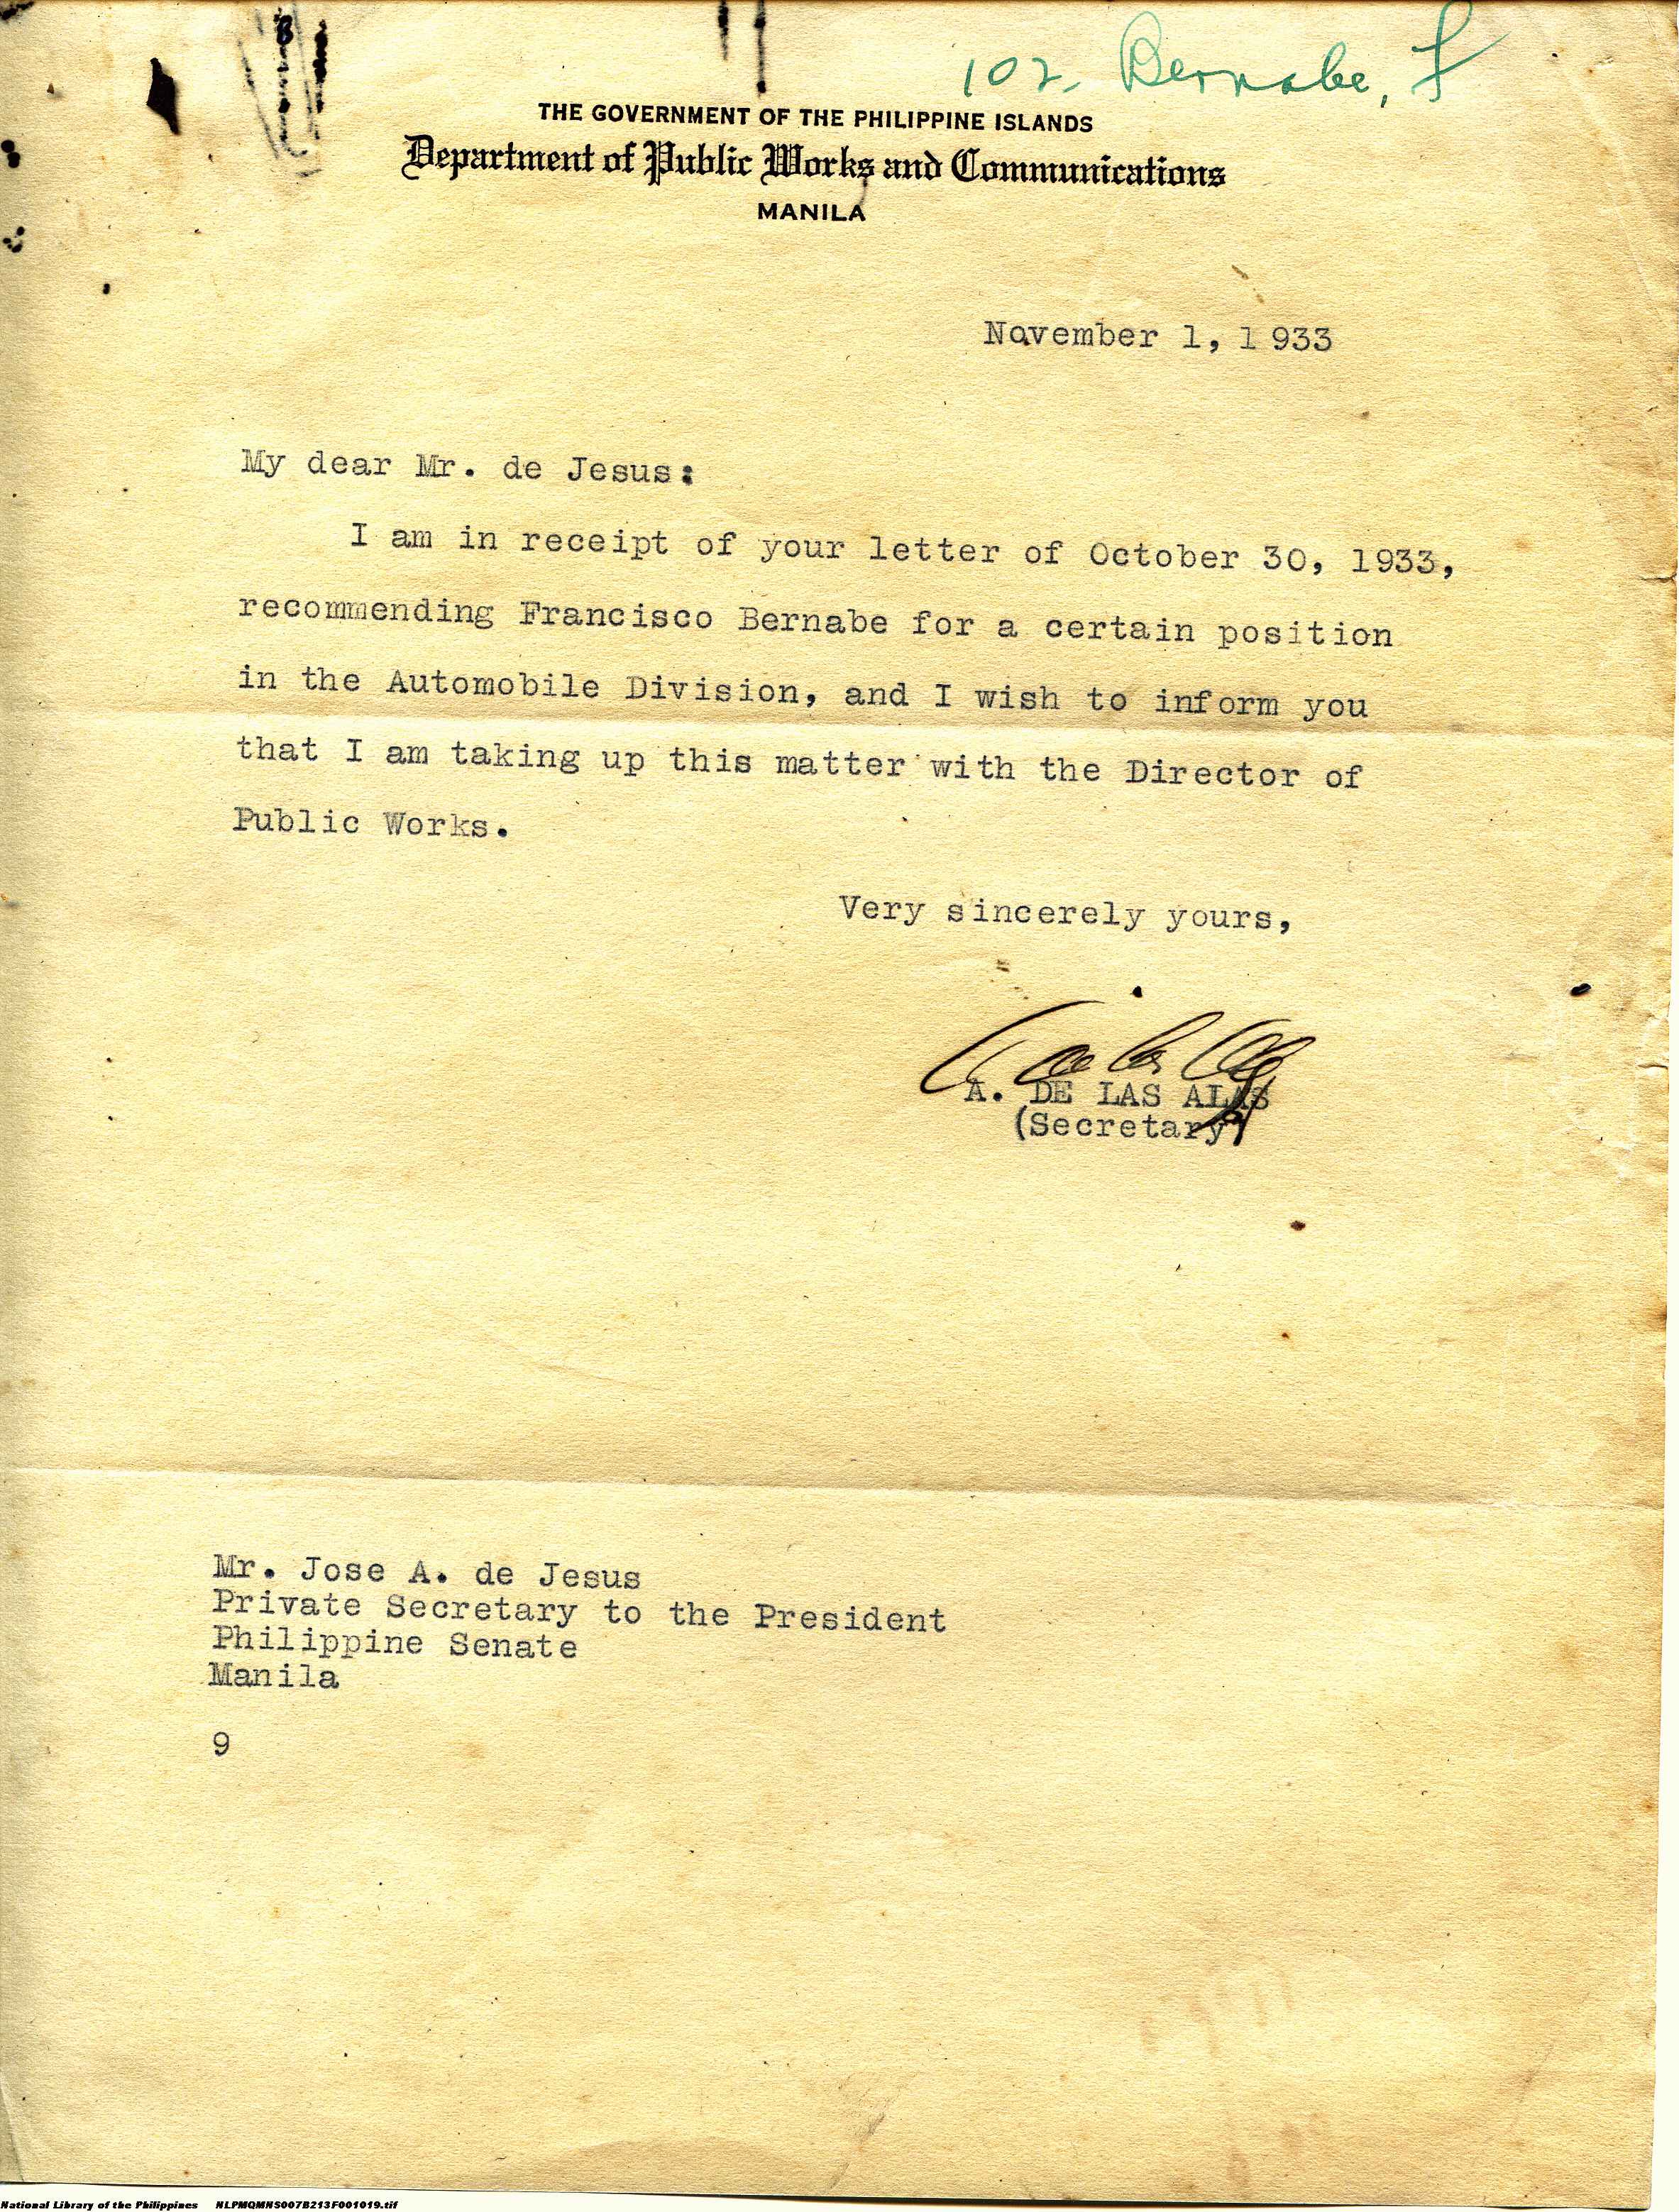 102 Bernabe, F
THE GOVERNMENT OF THE PHILIPPINE ISLANDS
Department of Public Works and Communications
MANILA
November 1, 1933
My dear Mr. de Jesus:
I am in receipt of your letter of October 30, 1933,
recommending Francisco Bernabe for a certain position
in the Automobile Division, and I wish to inform you
that I am taking up this matter with the Director of
Public Works.
Very sincerely yours,
A. DE LAS ALAS
(Secretary)
Mr. Jose A. de Jesus
Private Secretary to the President
Philippine Senate
Manila
9
National Library of the Philippines NLPMQMNS007B213F001019.tif